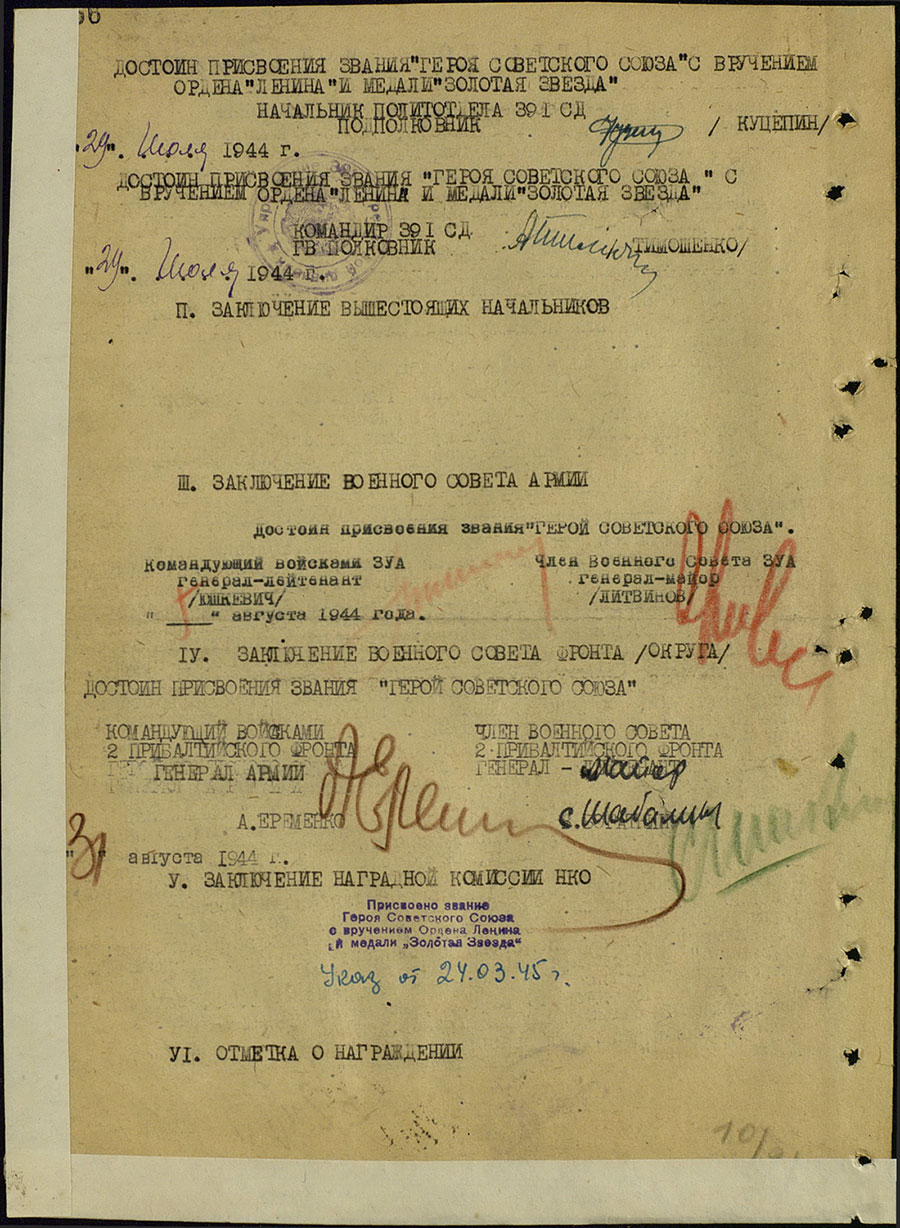 ДОСТОИН ПРИСВОЕНИЯ ЗВАНИЯ"ГЕРОЯ СОВЕТСКОГО СОЮЗА"С ВРУЧЕНИЕМ
ОРДЕНА"ЛЕНИНА"И МЕДАЛИ"ЗОЛОТАЯ ЗВЕЗДА"
НАЧАЛЬНИК ПОЛИТОТДЕЛА 391 СД
ПОДПОЛКОВНИК / КУЦЕПИН/
"29". Июля 1944 г.
ДОСТОИН ПРИСВОЕНИЯ ЗВАНИЯ "ГЕРОЯ СОВЕТСКОГО СОЮЗА " С
ВРУЧЕНИЕМ ОРДЕНА"ЛЕНИНА И МЕДАЛИ"ЗОЛОТАЯ ЗВЕЗДА"
КОМАНДИР 391 СД
ГВ ПОЛКОВНИК ТИМОШЕНКО/
"29". Июля 1944 г.
П. ЗАКЛЮЧЕНИЕ ВЫШЕСТОЯЩИХ НАЧАЛЬНИКОВ
Ш. ЗАКЛЮЧЕНИЕ ВОЕННОГО СОВЕТА АРМИИ
Достоин присвоения звания"ГЕРОЙ СОВЕТСКОГО СОЮЗА".
Командующий войсками ЗУА Член Военного Совета ЗУА
генерал-лейтенант генерал-майор
/ЮШКЕВИЧ/ /ЛИТВИНОВ/
" " августа 1944 года.
IУ. ЗАКЛЮЧЕНИЕ ВОЕННОГО СОВЕТА ФРОНТА /ОКРУГА/
ДОСТОИН ПРИСВОЕНИЯ ЗВАНИЯ "ГЕРОЙ СОВЕТСКОГО СОЮЗА"
КОМАНДУЮЩИЙ ВОЙСКАМИ ЧЛЕН ВОЕННОГО СОВЕТА
2 ПРИБАЛТИЙСКОГО ФРОНТА 2 ПРИБАЛТИЙСКОГО ФРОНТА
ГЕНЕРАЛ АРМИИ ГЕНЕРАЛ - майор
А.ЕРЕМЕНКО С.Шабалин
"31" августа 1944 г.
У. ЗАКЛЮЧЕНИЕ НАГРАДНОЙ КОМИССИИ НКО
Присвоено звание
Героя Советского Союза
с вручением Ордена Ленина
и медали „Золотая Звезда"
Указ от 24.03.45 г.
УI. ОТМЕТКА О НАГРАЖДЕНИИ